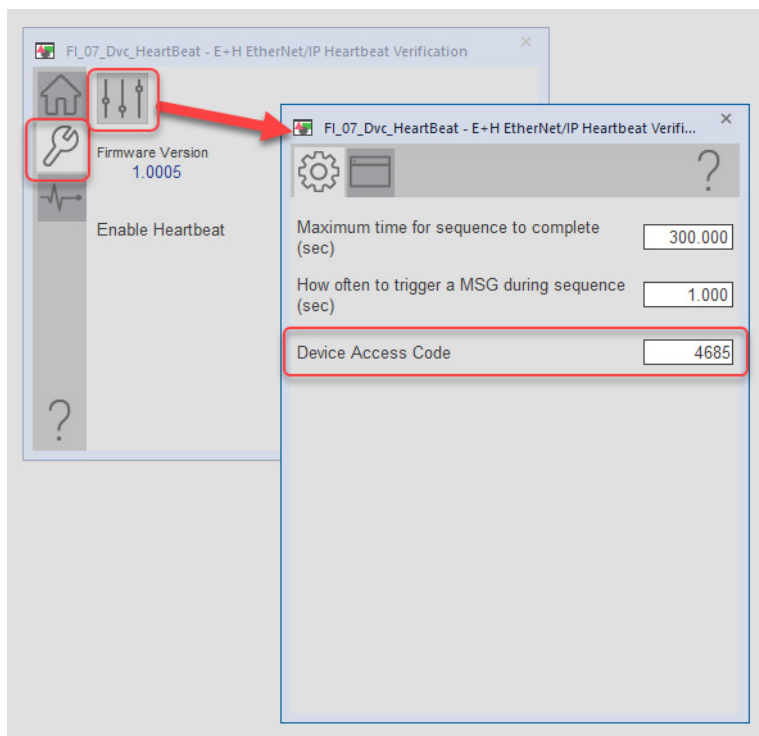 FI_07_Dvc_HeartBeat - E+H EtherNet/IP Heartbeat Verification
Firmware Version
1.0005
Enable Heartbeat
?
FI_07_Dvc_HeartBeat - E+H EtherNet/IP Heartbeat Verifi...
?
Maximum time for sequence to complete
(sec)
300.000
How often to trigger a MSG during sequence
(sec)
1.000
Device Access Code
4685